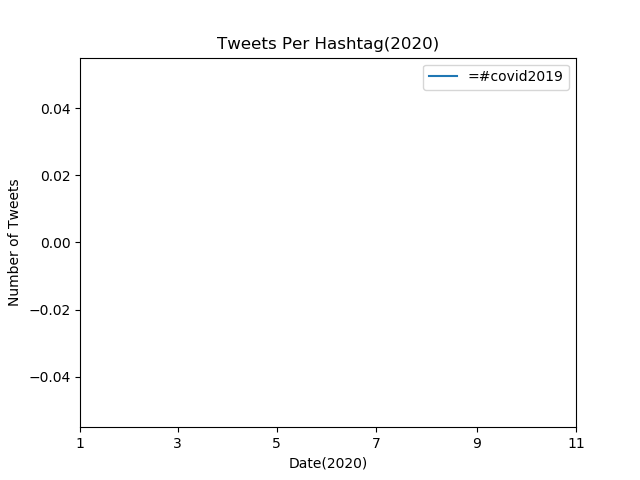 Tweets Per Hashtag(2020)
=#covid2019
0.04
0.02
0.00
−0.02
−0.04
Number of Tweets
1 3 5 7 9 11
Date(2020)